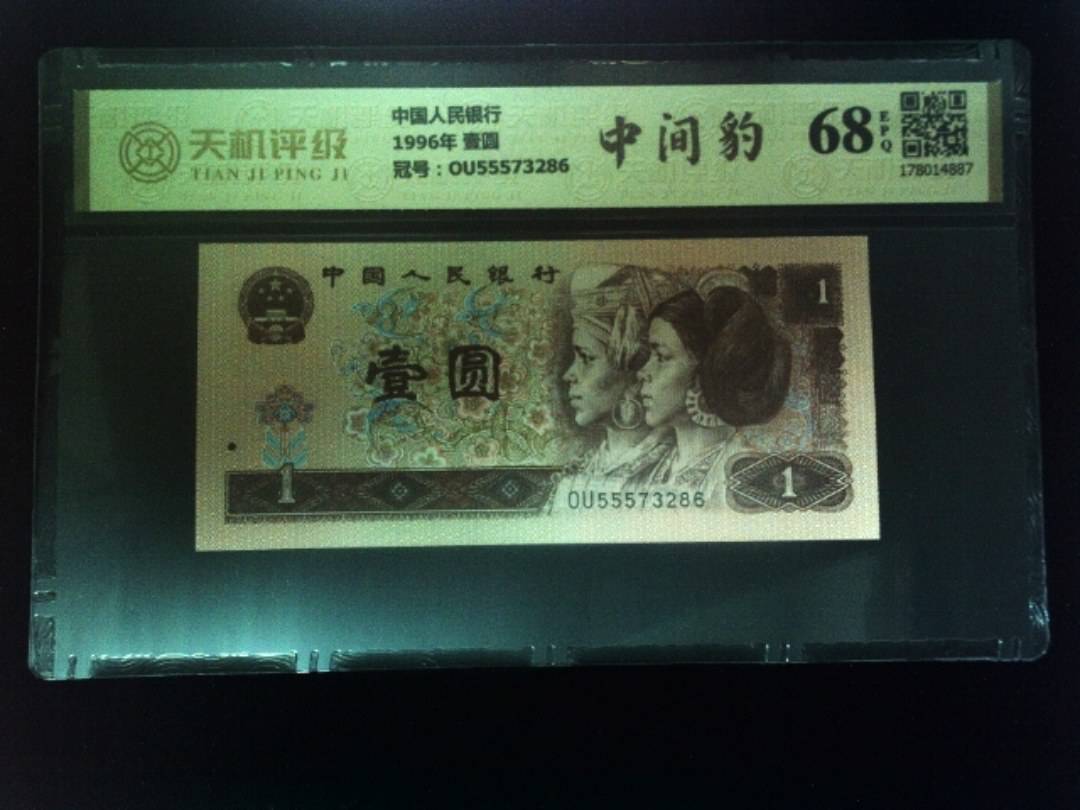 天机评级
TIAN JI PING JI
中国人民银行
1996年 壹圆
冠号：OU55573286
中间豹
68
EPQ
178014887
中国人民银行
1
壹圆
1
OU55573286
1